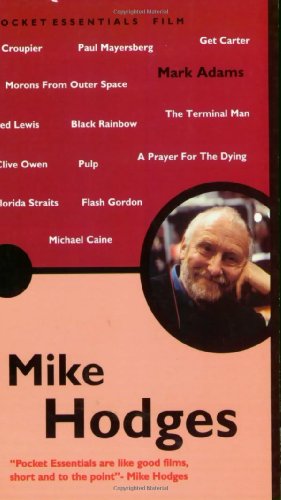 POCKET ESSENTIALS FILM
Croupier Paul Mayersberg Get Carter
Mark Adams
Morons From Outer Space
The Terminal Man
ed Lewis Black Rainbow
Clive Owen Pulp A Prayer For The Dying
Florida Straits Flash Gordon
Michael Caine
Mike
Hodges
"Pocket Essentials are like good films,
short and to the point"- Mike Hodges